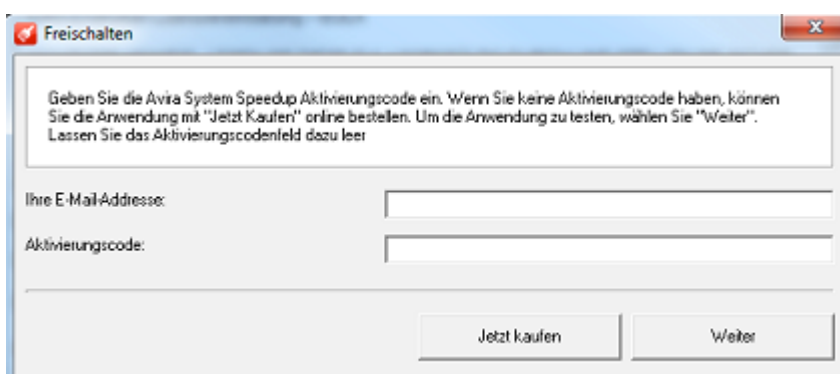 Freischalten
Geben Sie die Avira System Speedup Aktivierungscode ein. Wenn Sie keine Aktivierungscode haben, können
Sie die Anwendung mit "Jetzt Kaufen" online bestellen. Um die Anwendung zu testen, wählen Sie "Weiter".
Lassen Sie das Aktivierungscodenfeld dazu leer
Ihre E-Mail-Addresse:
Aktivierungscode:
Jetzt kaufen
Weiter